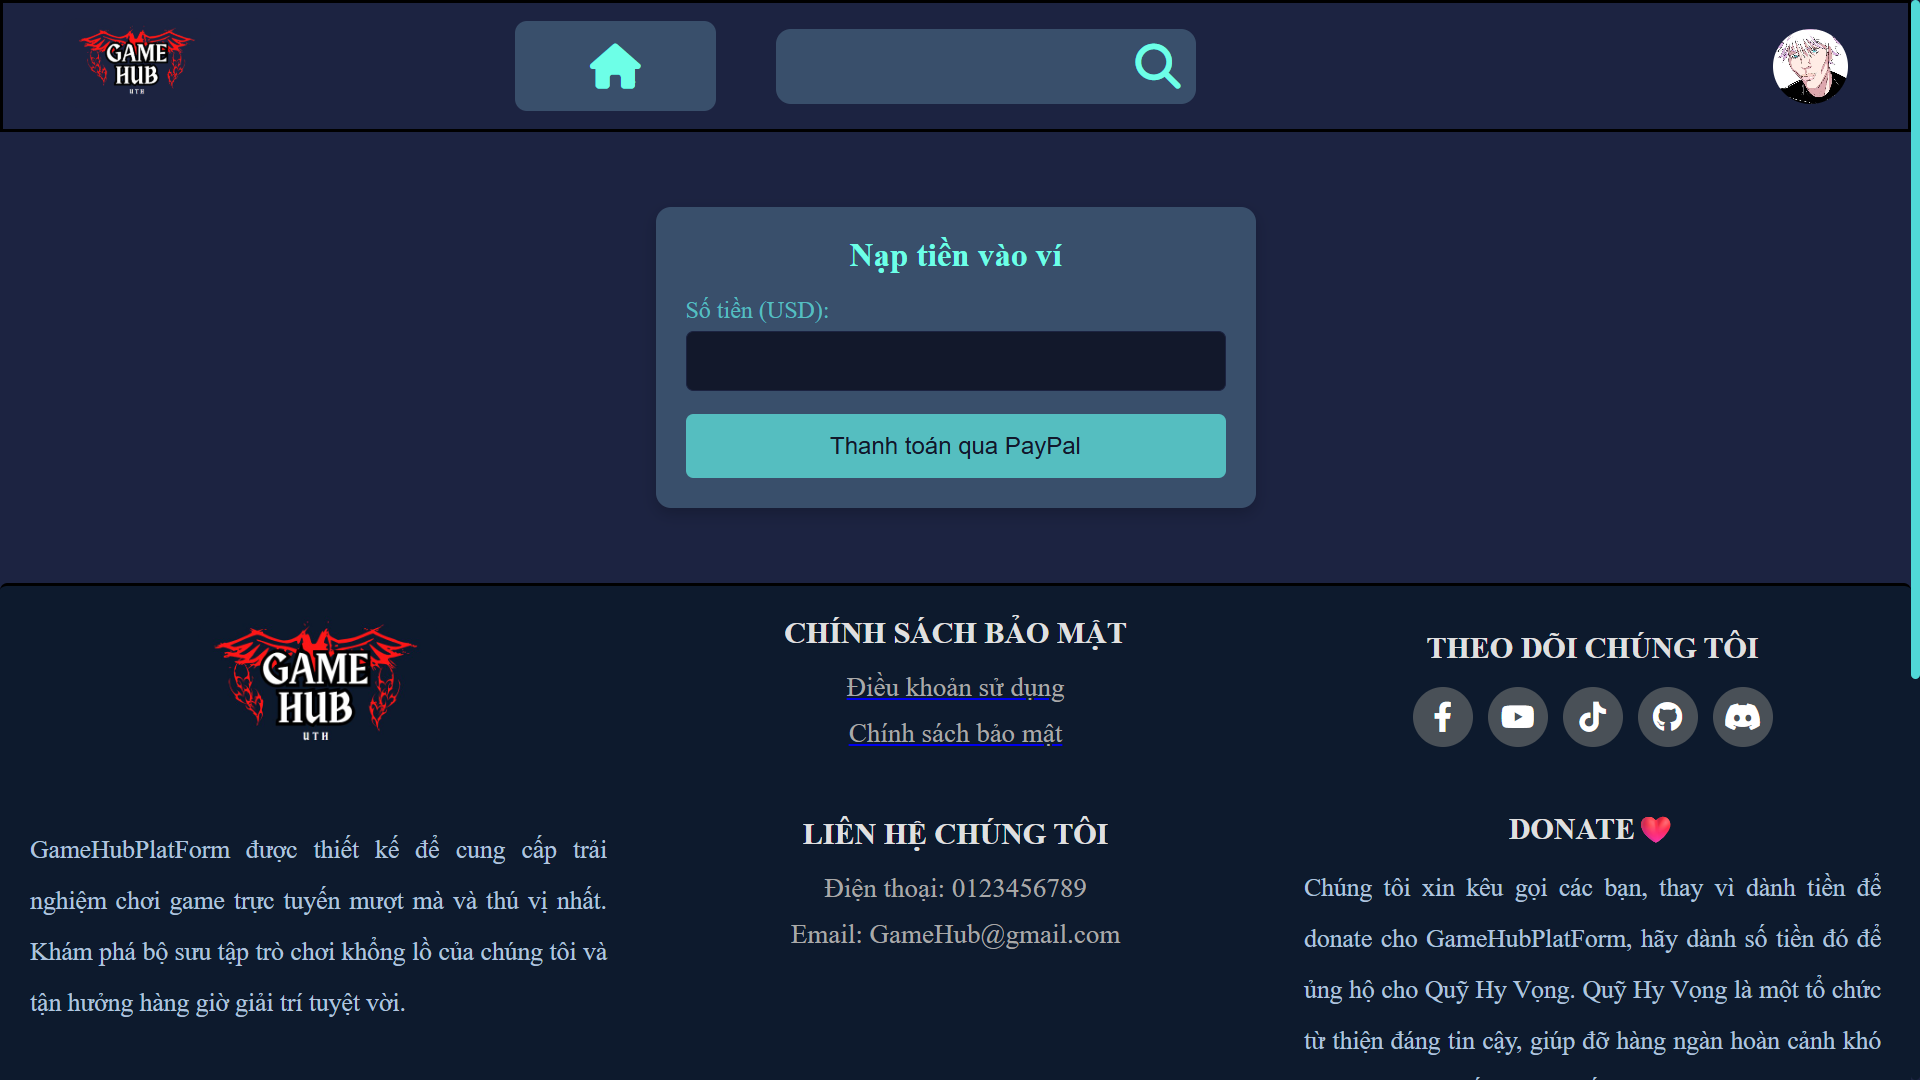 GAME
HUB
UTH
Nạp tiền vào ví
Số tiền (USD):
Thanh toán qua PayPal
GAME
HUB
UTH
GameHubPlatForm được thiết kế để cung cấp trải
nghiệm chơi game trực tuyến mượt mà và thú vị nhất.
Khám phá bộ sưu tập trò chơi khổng lồ của chúng tôi và
tận hưởng hàng giờ giải trí tuyệt vời.
CHÍNH SÁCH BẢO MẬT
Điều khoản sử dụng
Chính sách bảo mật
LIÊN HỆ CHÚNG TÔI
Điện thoại: 0123456789
Email: GameHub@gmail.com
THEO DÕI CHÚNG TÔI
DONATE
Chúng tôi xin kêu gọi các bạn, thay vì dành tiền để
donate cho GameHubPlatForm, hãy dành số tiền đó để
ủng hộ cho Quỹ Hy Vọng. Quỹ Hy Vọng là một tổ chức
từ thiện đáng tin cậy, giúp đỡ hàng ngàn hoàn cảnh khó